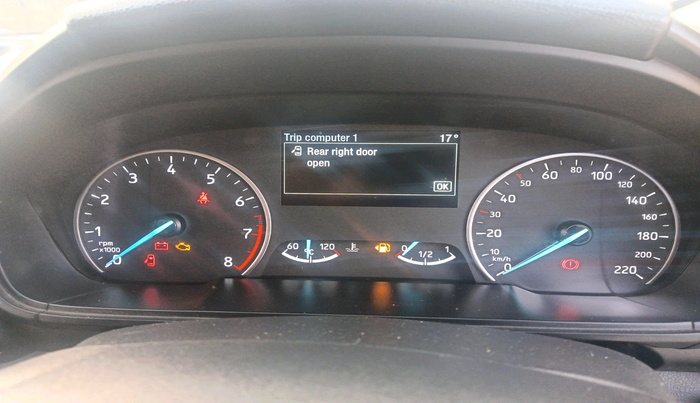 Trip computer 1 17°
Rear right door
open
OK
1 2 3 4 5 6 7 8
rpm
x1000
0
60 °C 120
0 1/2 1
0 10 20 30 40 50 60 80 100 120 140 160 180 200 220
km/h